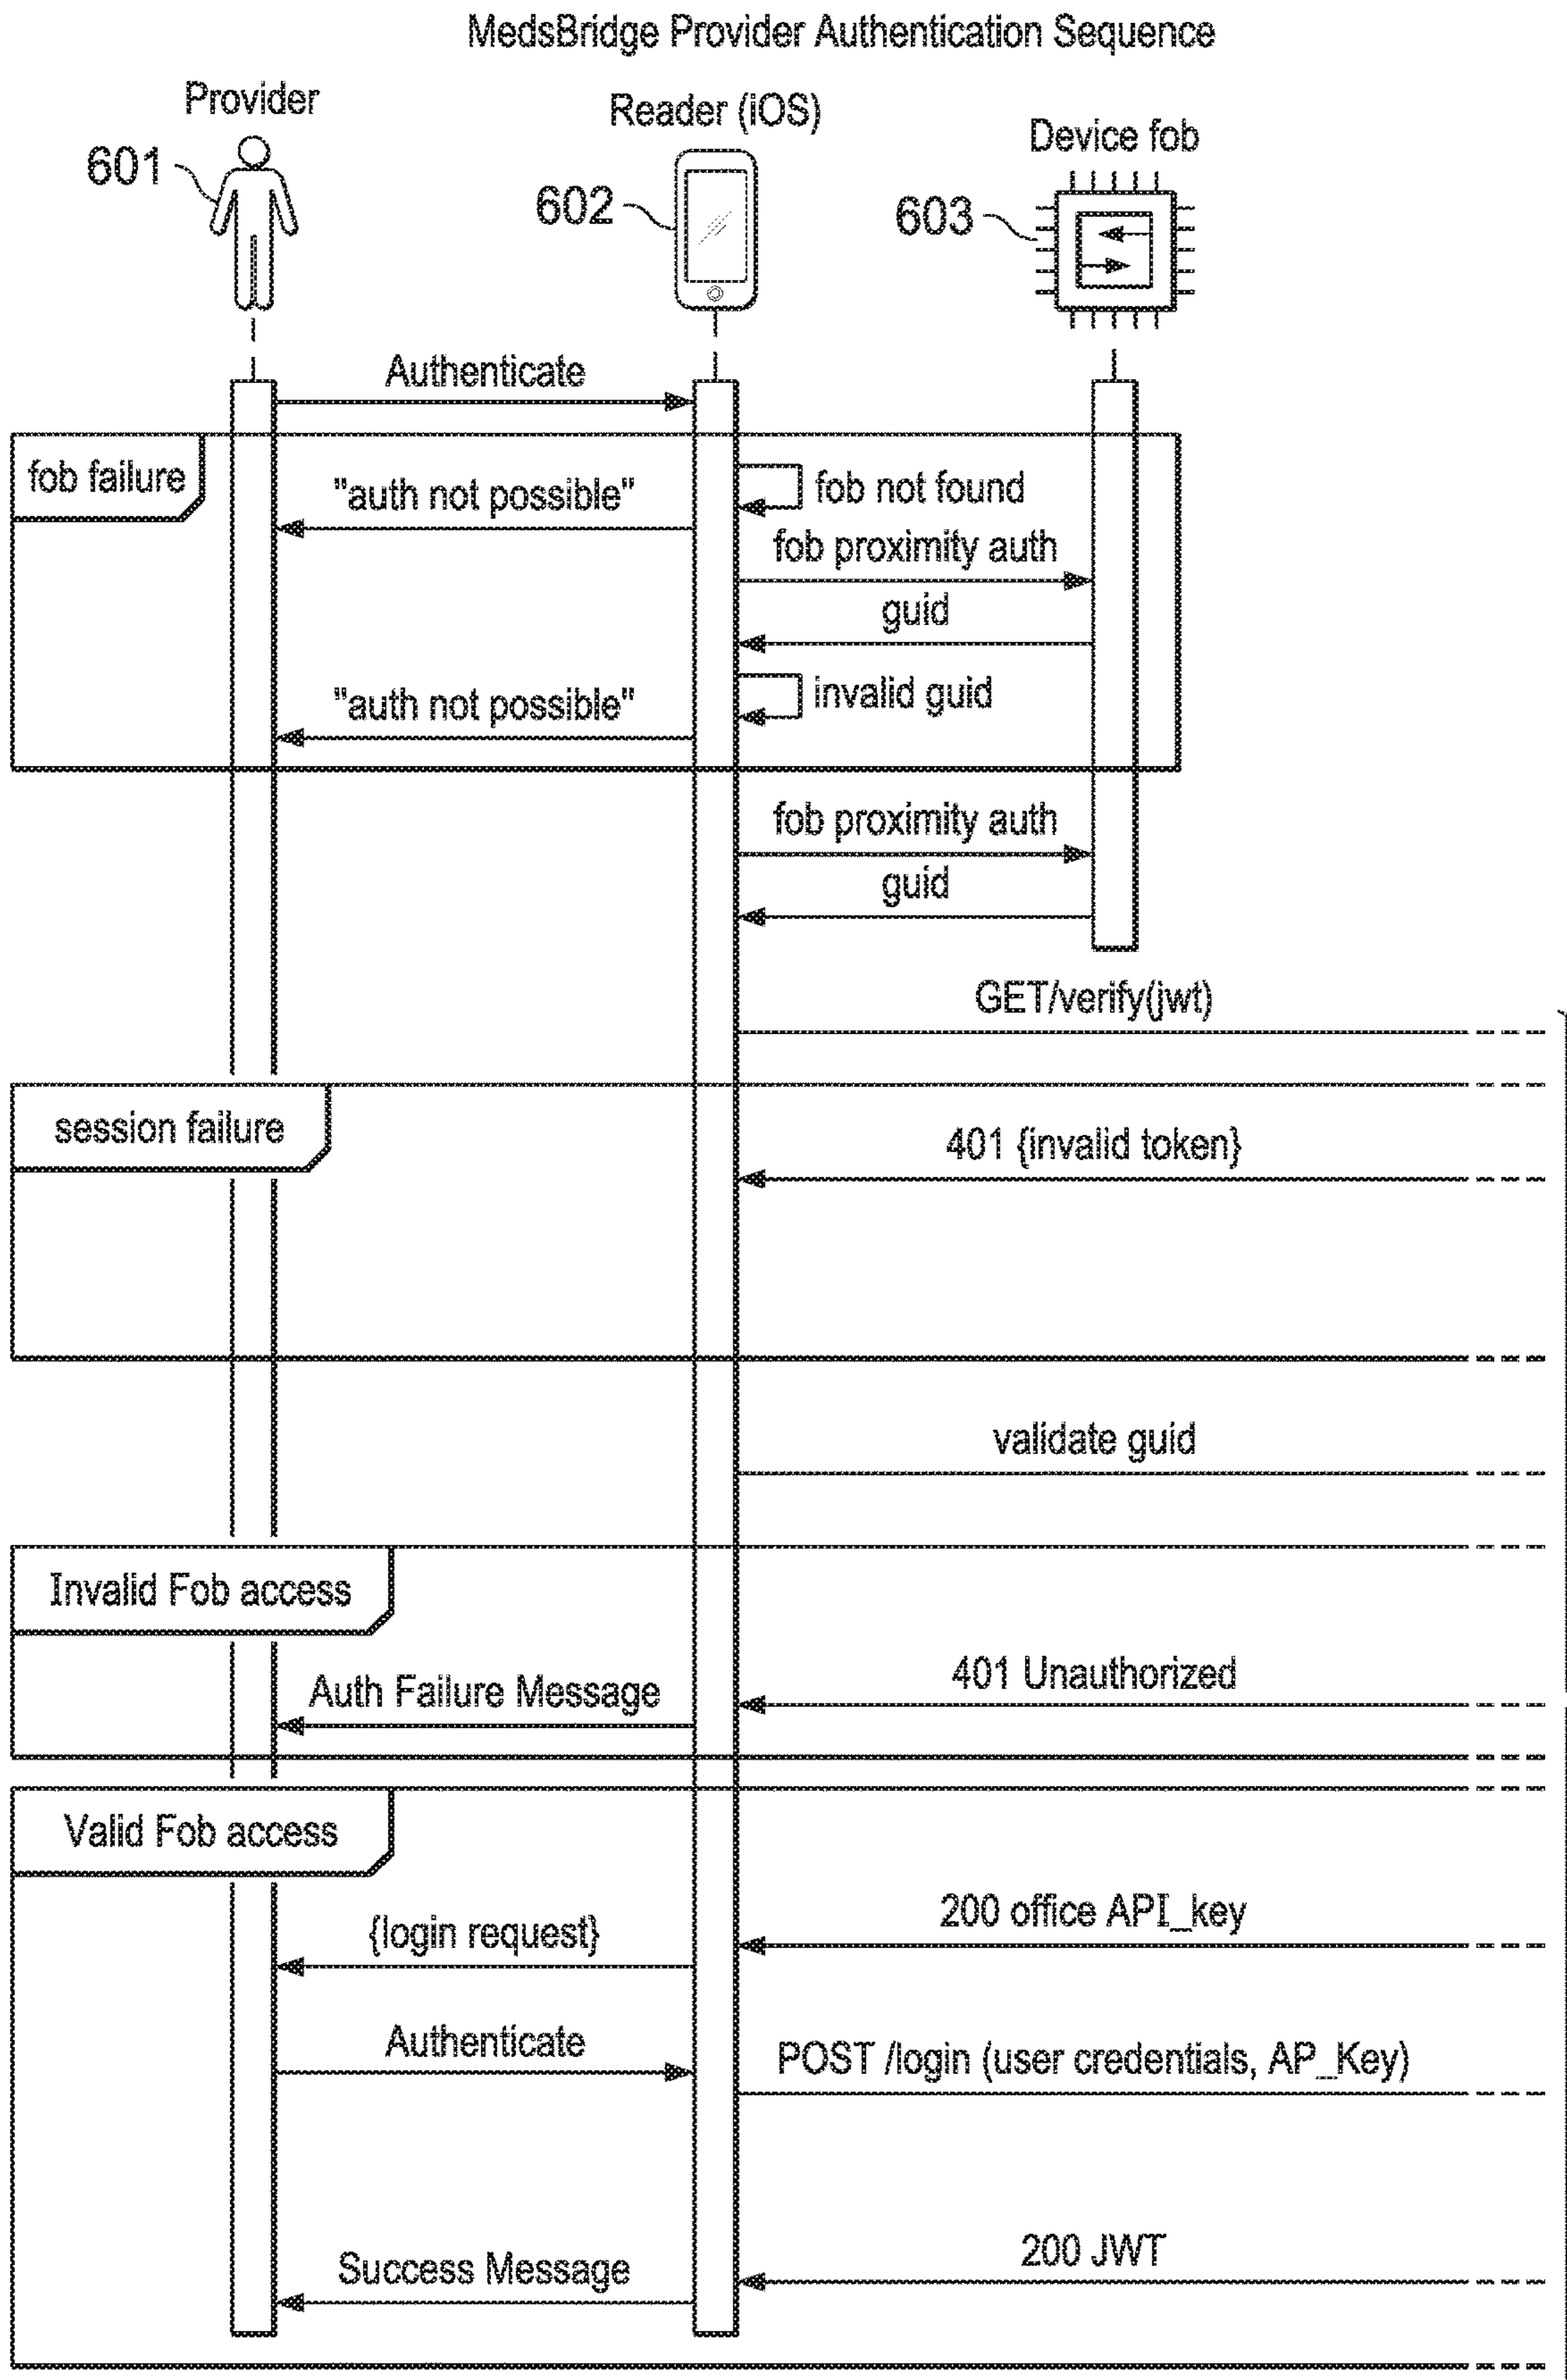 MedsBridge Provider Authentication Sequence
Provider
Reader (iOS)
Device fob
601
602
603
Authenticate
fob failure
"auth not possible"
fob not found
fob proximity auth
guid
"auth not possible"
invalid guid
fob proximity auth
guid
GET/verify(jwt)
session failure
401 {invalid token}
validate guid
Invalid Fob access
401 Unauthorized
Auth Failure Message
Valid Fob access
200 office API_key
{login request}
Authenticate
POST /login (user credentials, AP_Key)
200 JWT
Success Message